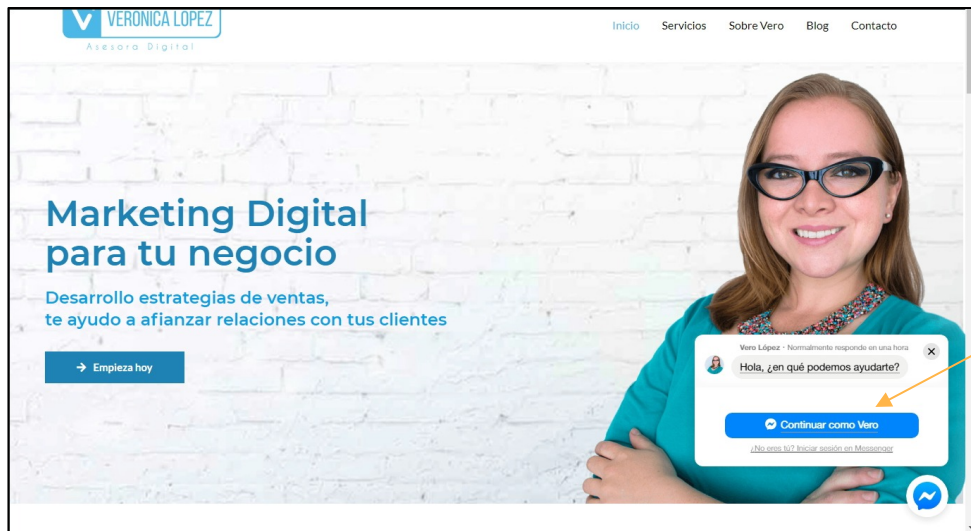 VERONICA LOPEZ
Asesora Digital
Inicio Servicios Sobre Vero Blog Contacto
Marketing Digital
para tu negocio
Desarrollo estrategias de ventas,
te ayudo a afianzar relaciones con tus clientes
→ Empieza hoy
Vero López · Normalmente responde en una hora
Hola, ¿en qué podemos ayudarte?
Continuar como Vero
¿No eres tú? Iniciar sesión en Messenger